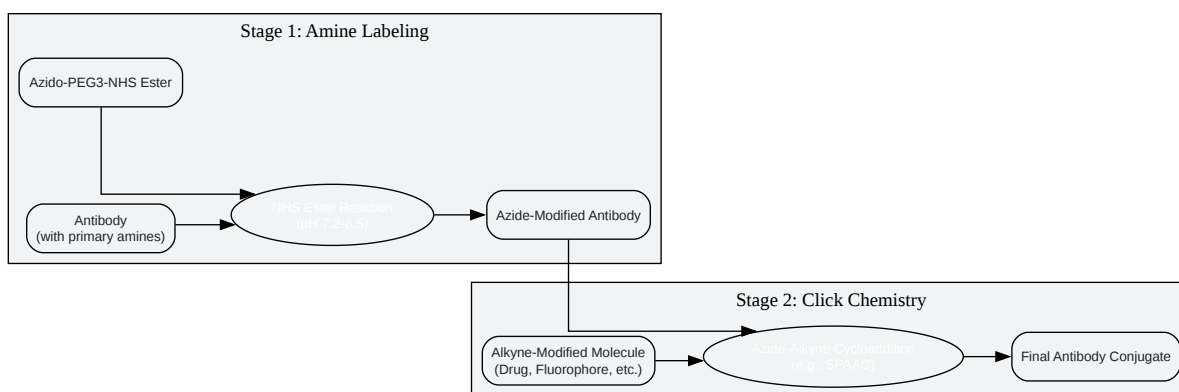 Stage 1: Amine Labeling
Azido-PEG3-NHS Ester
Antibody
(with primary amines)
NHS Ester Reaction
(pH 7.2-8.5)
Azide-Modified Antibody
Stage 2: Click Chemistry
Alkyne-Modified Molecule
(Drug, Fluorophore, etc.)
Azide-Alkyne Cycloaddition
(e.g., SPAAC)
Final Antibody Conjugate